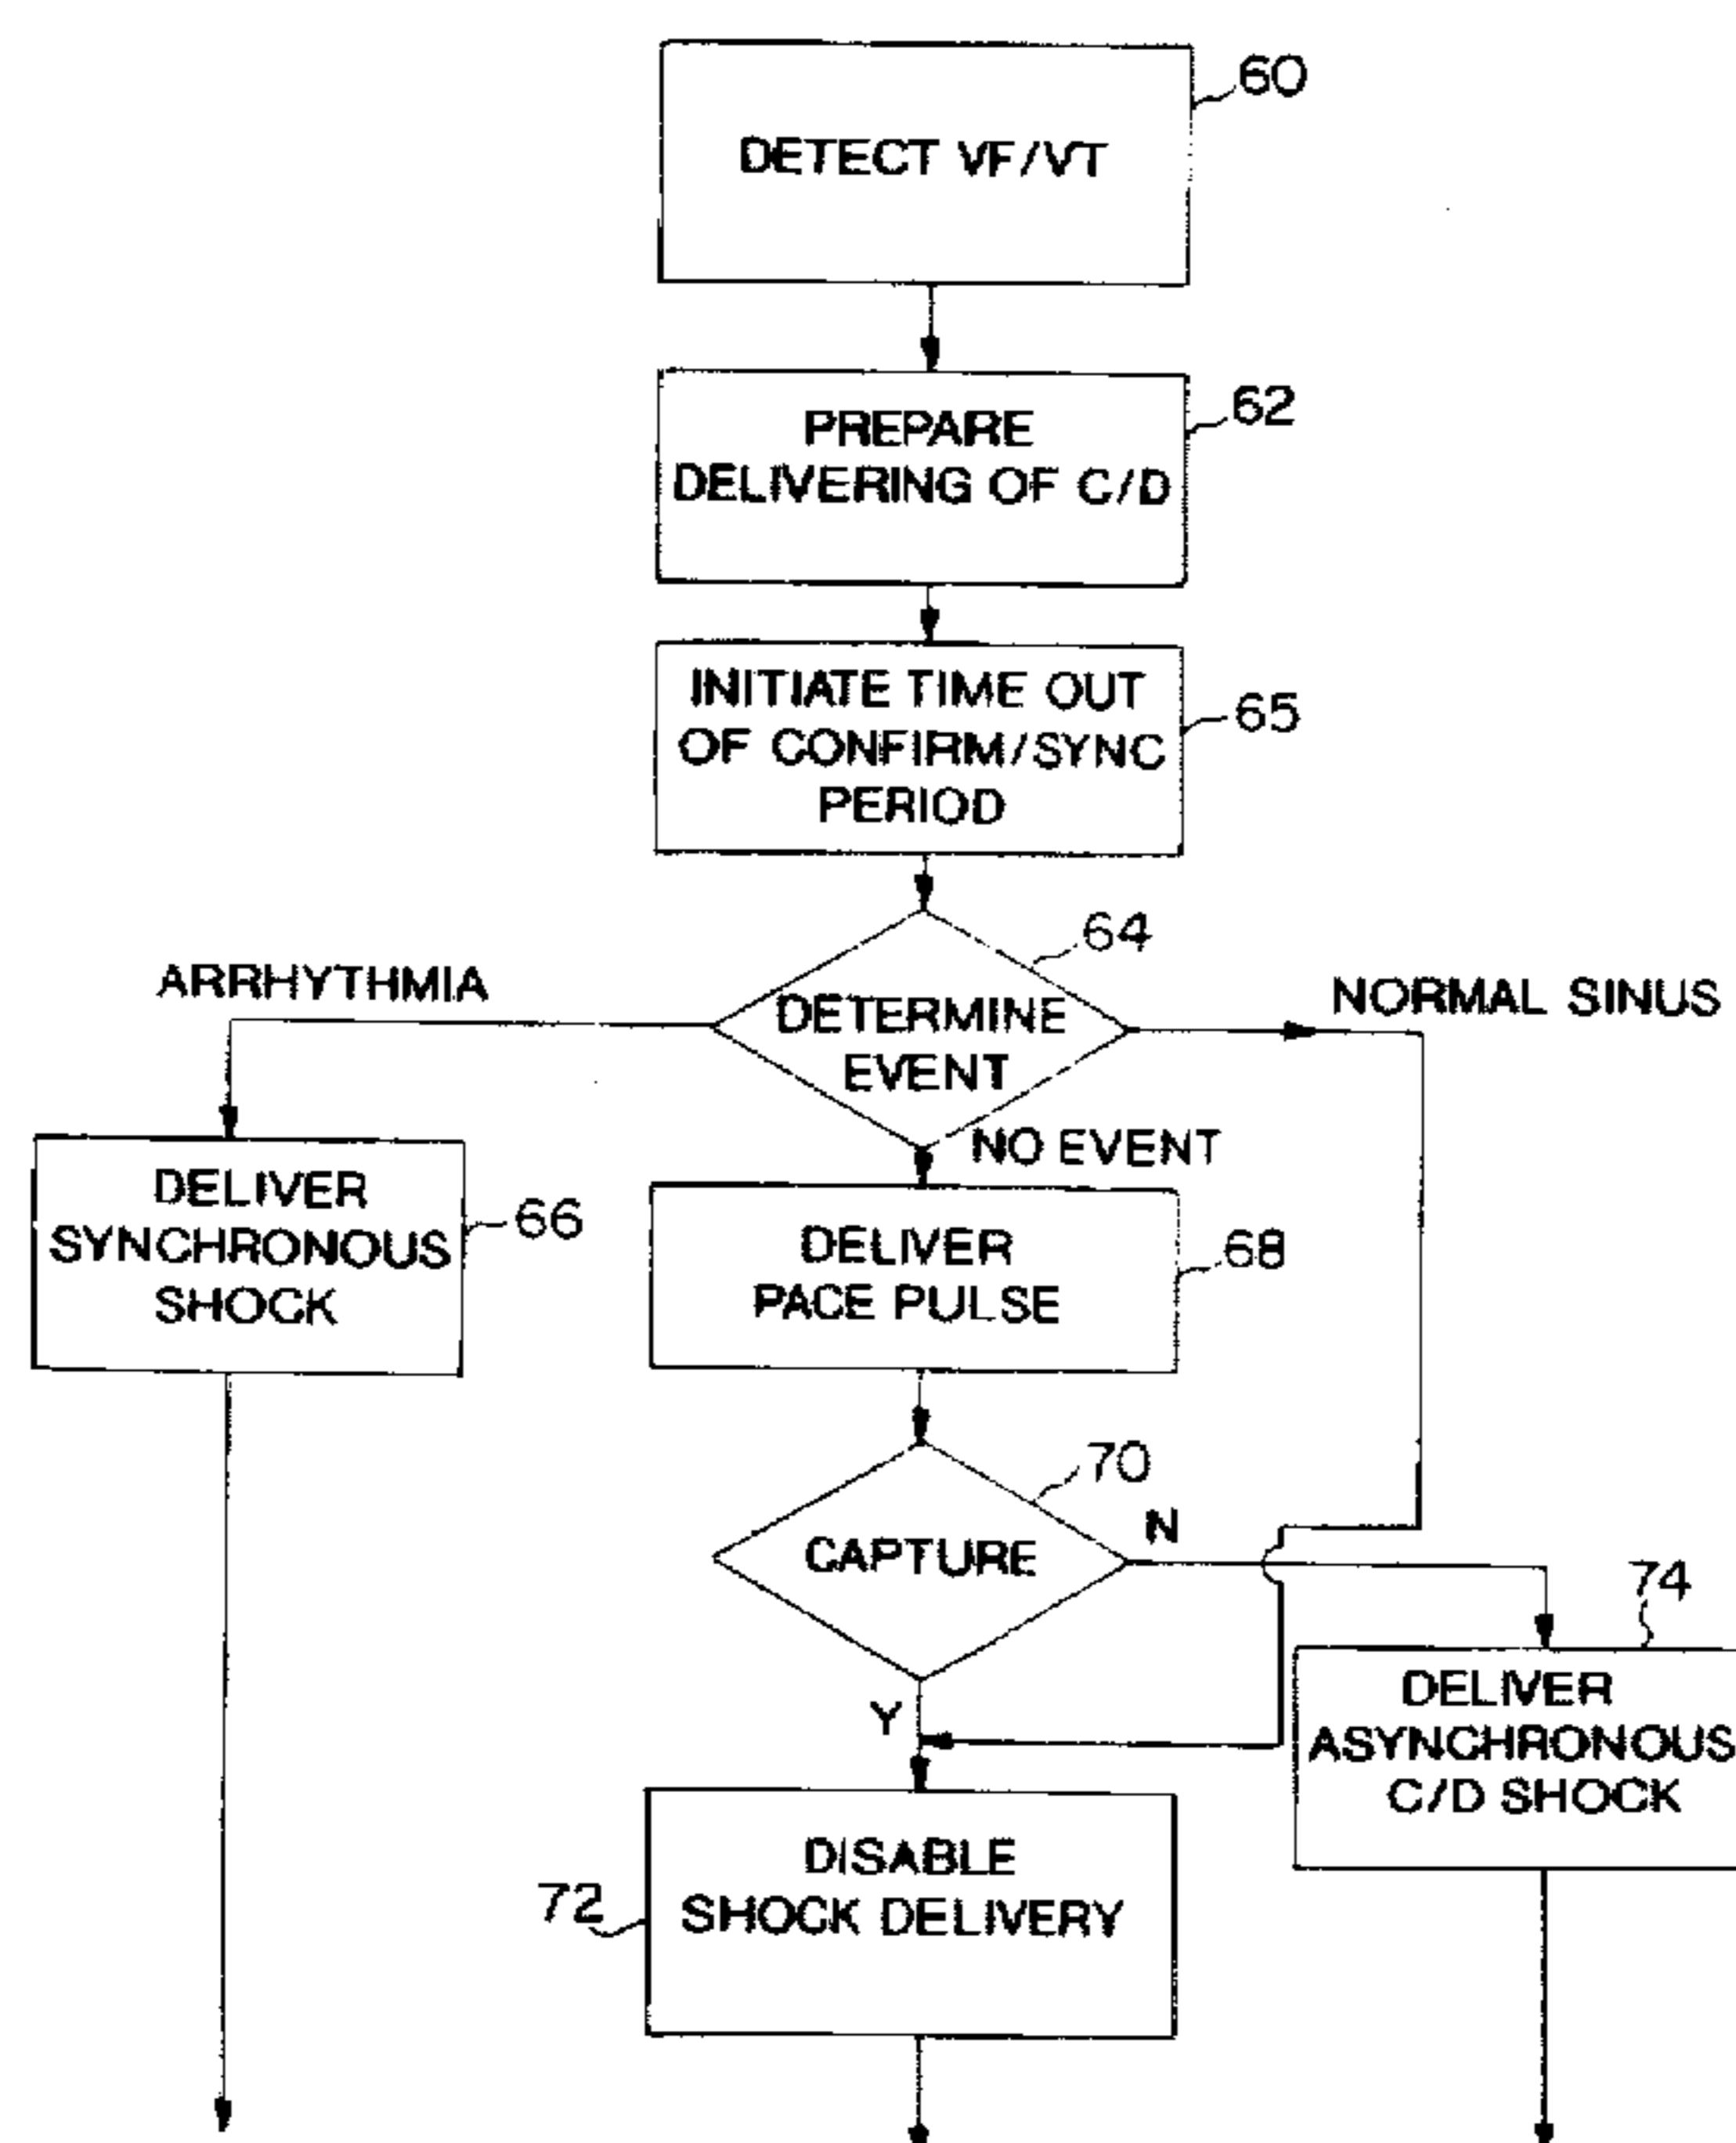 60
DETECT VF/VT
62
PREPARE
DELIVERING OF C/D
65
INITIATE TIME OUT
OF CONFIRM/SYNC
PERIOD
64
ARRHYTHMIA
NORMAL SINUS
DETERMINE
EVENT
NO EVENT
DELIVER
SYNCHRONOUS
SHOCK
66
DELIVER
PACE PULSE
68
70
N
CAPTURE
74
Y
DELIVER
ASYNCHRONOUS
C/D SHOCK
DISABLE
SHOCK DELIVERY
72